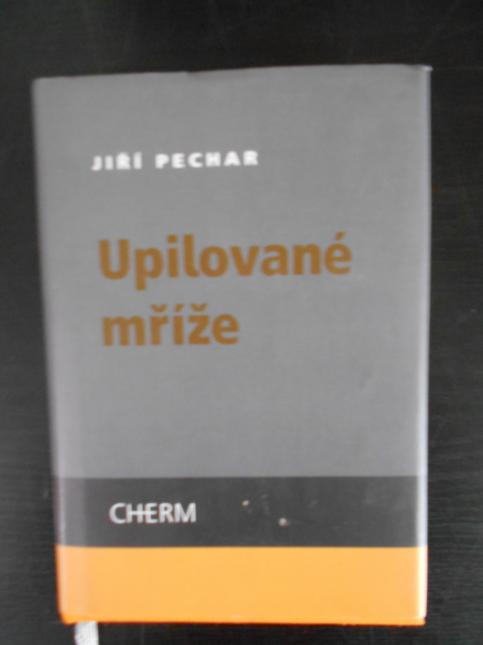 JIŘÍ PECHAR
Upilované
mříže
CHERM